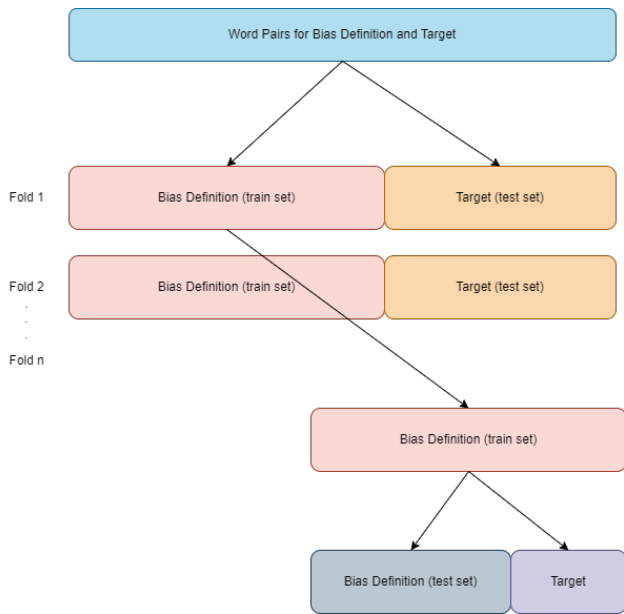 Word Pairs for Bias Definition and Target
Fold 1
Bias Definition (train set)
Target (test set)
Fold 2
Bias Definition (train set)
Target (test set)
.
.
.
Fold n
Bias Definition (train set)
Bias Definition (test set)
Target